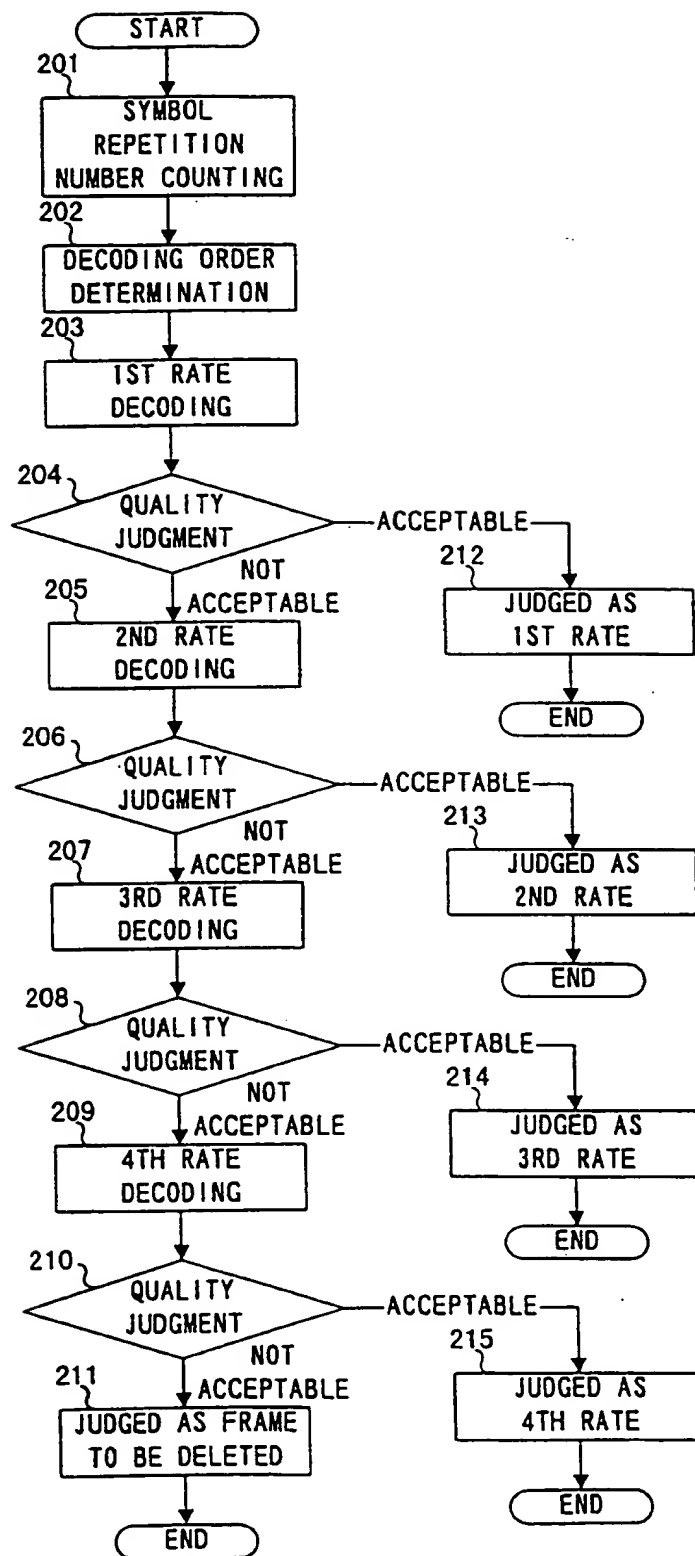 START
201
SYMBOL
REPETITION
NUMBER COUNTING
202
DECODING ORDER
DETERMINATION
203
1ST RATE
DECODING
204
QUALITY
JUDGMENT
ACCEPTABLE
NOT
ACCEPTABLE
212
JUDGED AS
1ST RATE
END
205
2ND RATE
DECODING
206
QUALITY
JUDGMENT
ACCEPTABLE
NOT
ACCEPTABLE
213
JUDGED AS
2ND RATE
END
207
3RD RATE
DECODING
208
QUALITY
JUDGMENT
ACCEPTABLE
NOT
ACCEPTABLE
214
JUDGED AS
3RD RATE
END
209
4TH RATE
DECODING
210
QUALITY
JUDGMENT
ACCEPTABLE
NOT
ACCEPTABLE
215
JUDGED AS
4TH RATE
END
211
JUDGED AS FRAME
TO BE DELETED
END